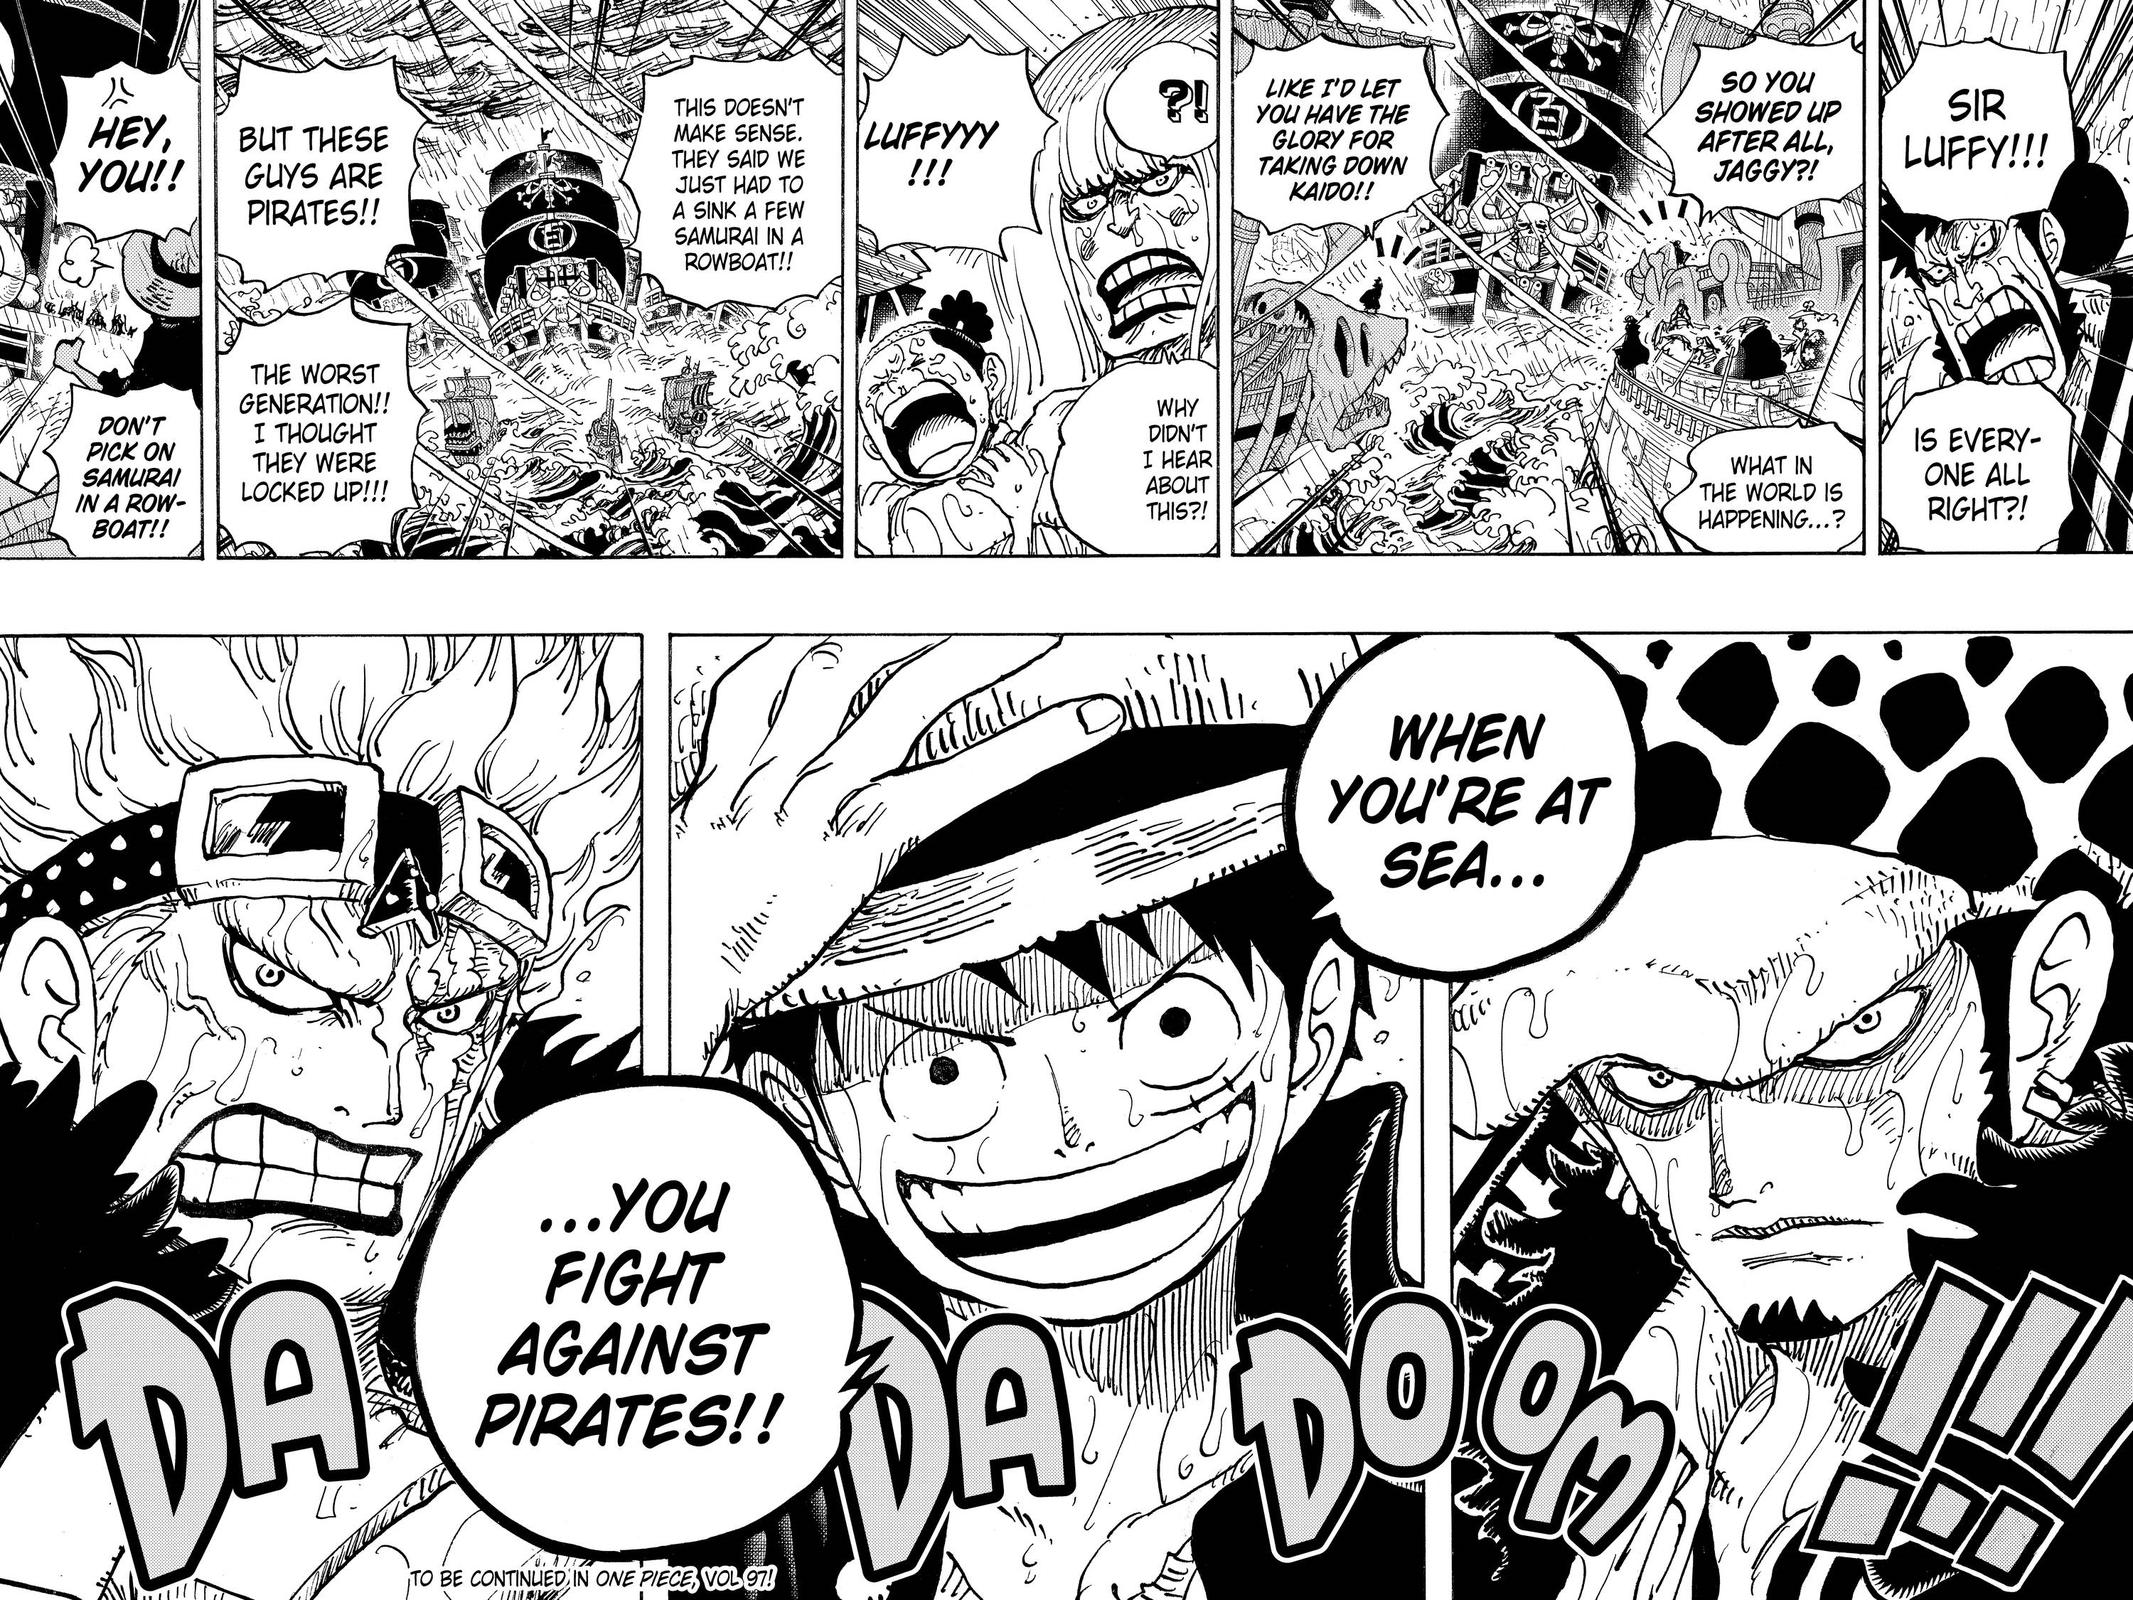 SIR
LUFFY!!!
IS EVERY-
ONE ALL
RIGHT?!
SO YOU
SHOWED UP
AFTER ALL,
JAGGY?!
LIKE I'D LET
YOU HAVE THE
GLORY FOR
TAKING DOWN
KAIDO!!
WHAT IN
THE WORLD IS
HAPPENING...?
?!
LUFFYYY
!!!
WHY
DIDN'T
I HEAR
ABOUT
THIS?!
THIS DOESN'T
MAKE SENSE.
THEY SAID WE
JUST HAD TO
A SINK A FEW
SAMURAI IN A
ROWBOAT!!
BUT THESE
GUYS ARE
PIRATES!!
THE WORST
GENERATION!!
I THOUGHT
THEY WERE
LOCKED UP!!!
百
百
HEY,
YOU!!
DON'T
PICK ON
SAMURAI
IN A ROW-
BOAT!!
WHEN
YOU'RE AT
SEA...
...YOU
FIGHT
AGAINST
PIRATES!!
DA DA DOOM!!!
TO BE CONTINUED IN ONE PIECE, VOL 97!